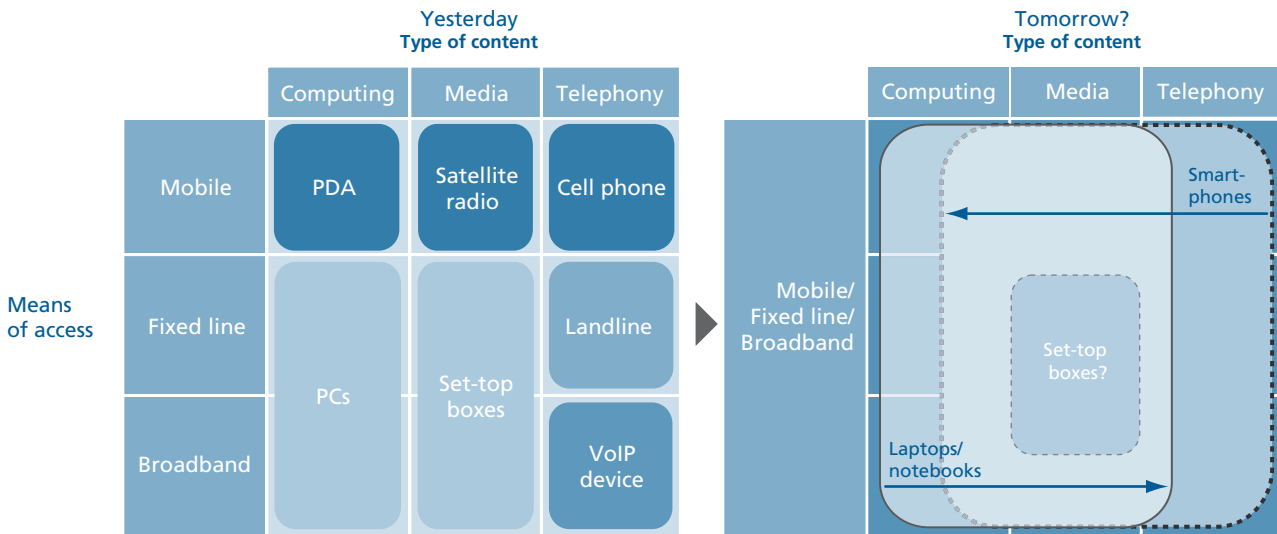 Yesterday
Type of content
Computing
Media
Telephony
Means
of access
Mobile
PDA
Satellite
radio
Cell phone
Fixed line
Landline
PCs
Set-top
boxes
Broadband
VoIP
device
Tomorrow?
Type of content
Computing
Media
Telephony
Mobile/
Fixed line/
Broadband
Smart-
phones
Set-top
boxes?
Laptops/
notebooks